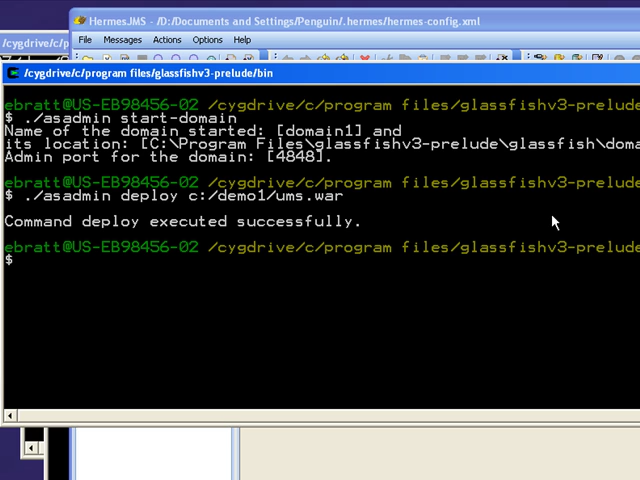 HermesJMS - /D:/Documents and Settings/Penguin/.hermes/hermes-config.xml
/cygdrive/c/p
File Messages Actions Options Help
/cygdrive/c/program files/glassfishv3-prelude/bin
ebratt@US-EB98456-02 /cygdrive/c/program files/glassfishv3-prelude
$ ./asadmin start-domain
Name of the domain started: [domain1] and
its location: [C:\Program Files\glassfishv3-prelude\glassfish\doma
Admin port for the domain: [4848].
ebratt@US-EB98456-02 /cygdrive/c/program files/glassfishv3-prelude
$ ./asadmin deploy c:/demo1/ums.war
Command deploy executed successfully.
ebratt@US-EB98456-02 /cygdrive/c/program files/glassfishv3-prelude
$